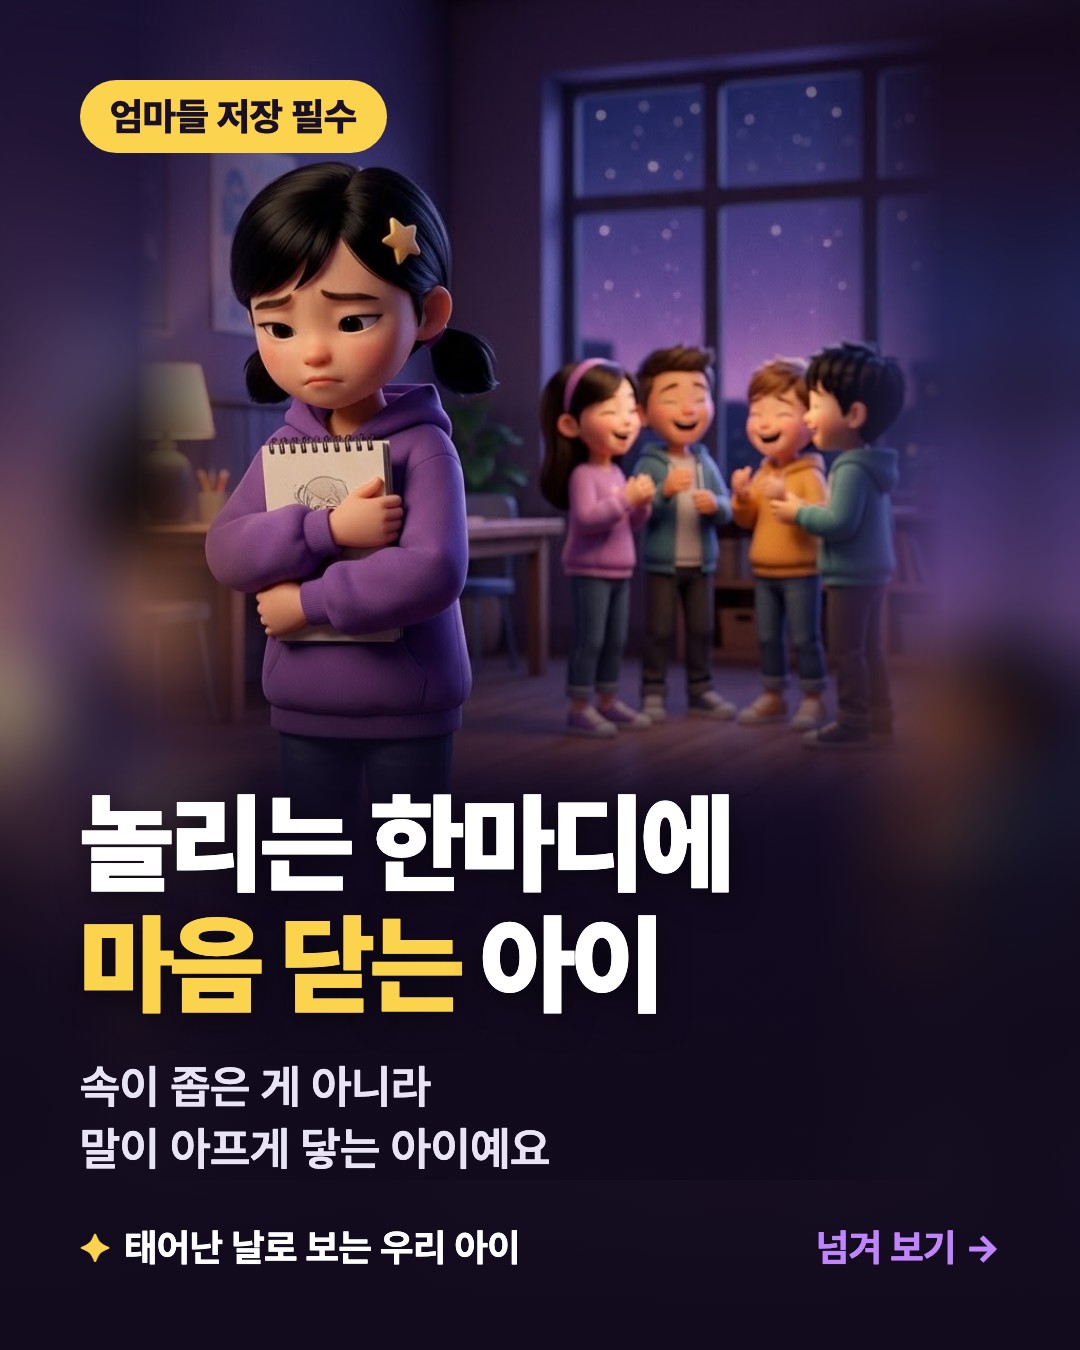 엄마들 저장 필수
놀리는 한마디에
마음 닫는 아이
속이 좁은 게 아니라
말이 아프게 닿는 아이예요
태어난 날로 보는 우리 아이
넘겨 보기 →